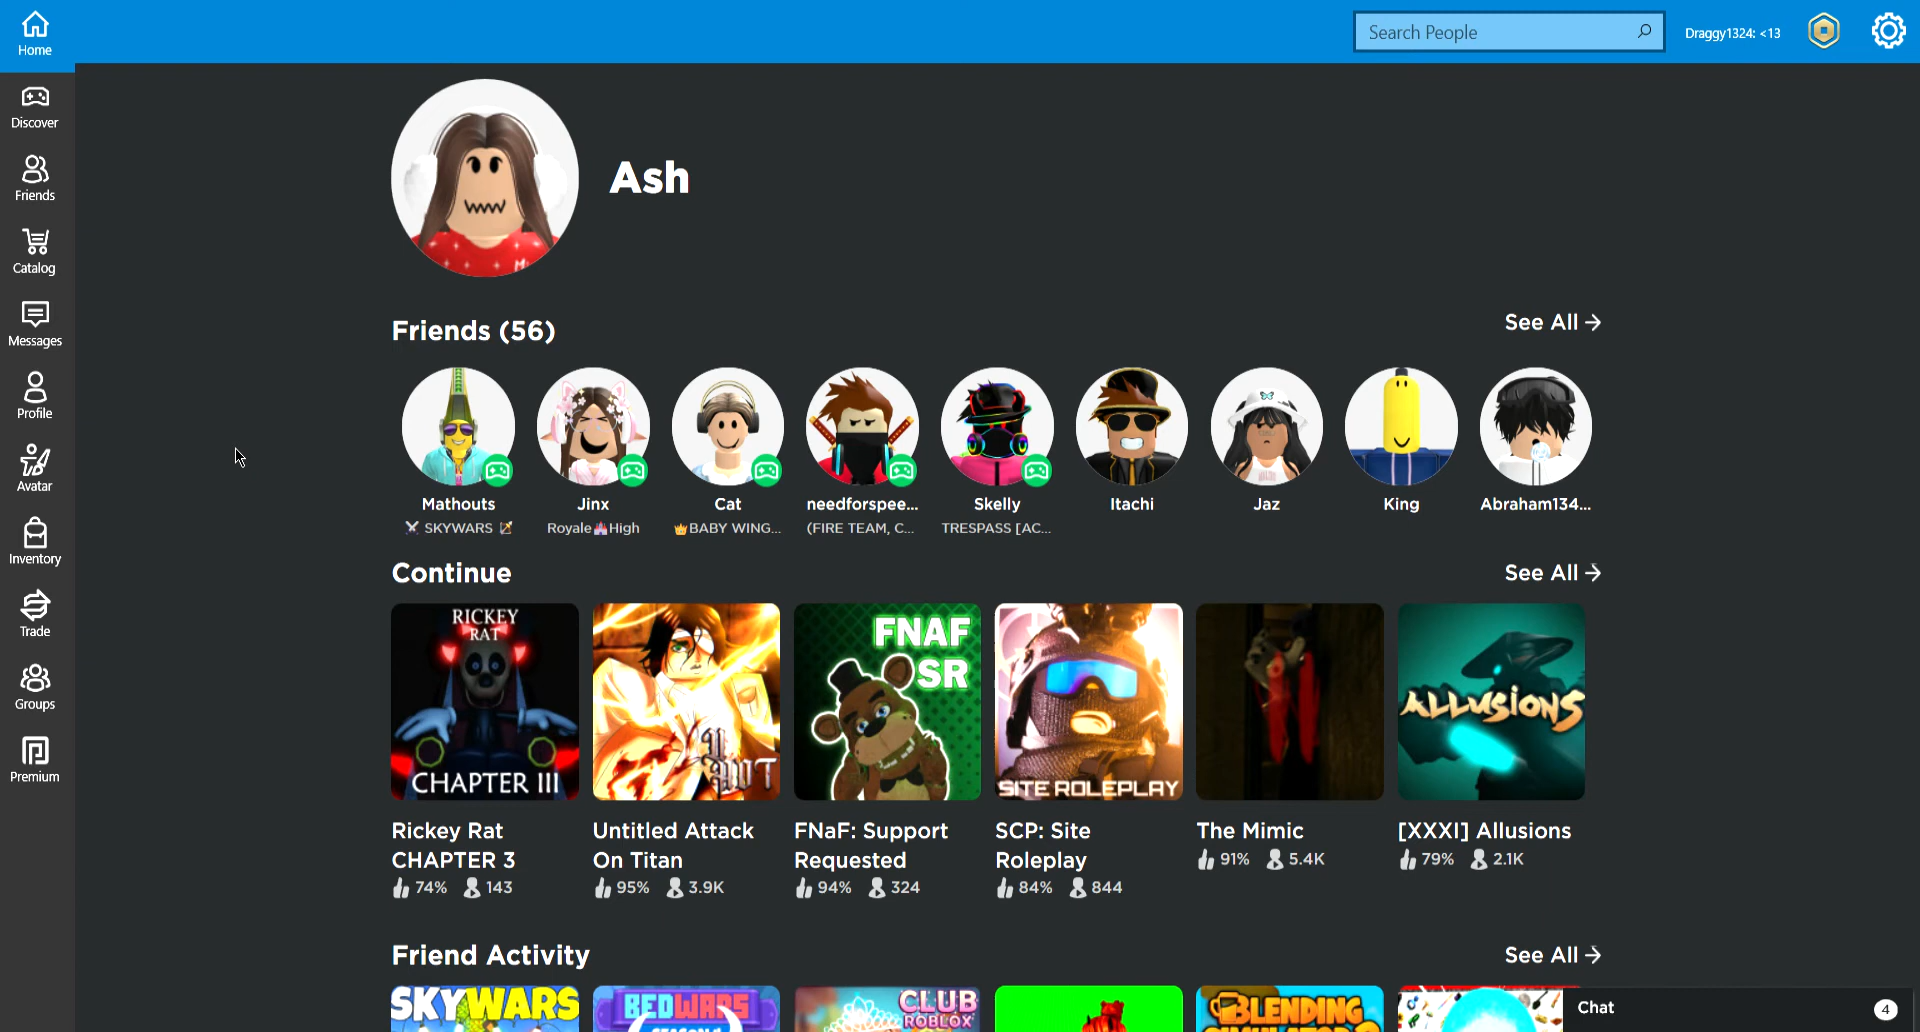 Home
Search People
Draggy1324: <13
Discover
Friends
Catalog
Messages
Profile
Avatar
Inventory
Trade
Groups
Premium
Ash
Friends (56)
See All
Mathouts
SKYWARS
Jinx
Royale High
Cat
BABY WING...
needforspee...
(FIRE TEAM, C...
Skelly
TRESPASS [AC...
Itachi
Jaz
King
Abraham134...
Continue
See All
RICKEY
RAT
CHAPTER III
FNAF
SR
SITE ROLEPLAY
ALLUSIONS
Rickey Rat
CHAPTER 3
74% 143
Untitled Attack
On Titan
95% 3.9K
FNaF: Support
Requested
94% 324
SCP: Site
Roleplay
84% 844
The Mimic
91% 5.4K
[XXXI] Allusions
79% 2.1K
Friend Activity
See All
SKYWARS
BEDWARS
CLUB
ROBLOX
BLENDING
Chat
4